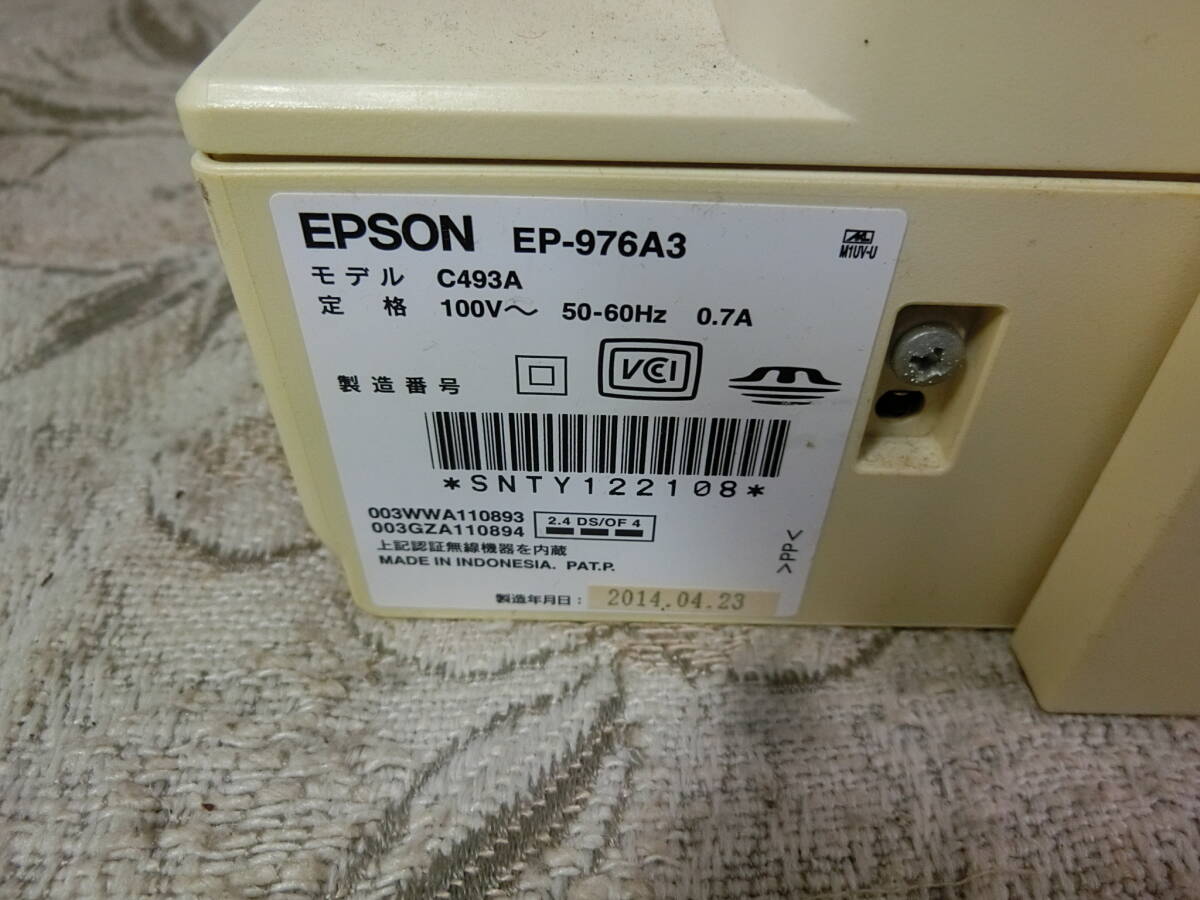 EPSON EP-976A3
M1UV-U
モデル C493A
定格 100V～ 50-60Hz 0.7A
VCCI
製造番号
*SNTY122108*
003WWA110893
003GZA110894
2.4 DS/OF 4
上記認証無線機器を内蔵
MADE IN INDONESIA. PAT.P.
>PP<
製造年月日： 2014.04.23